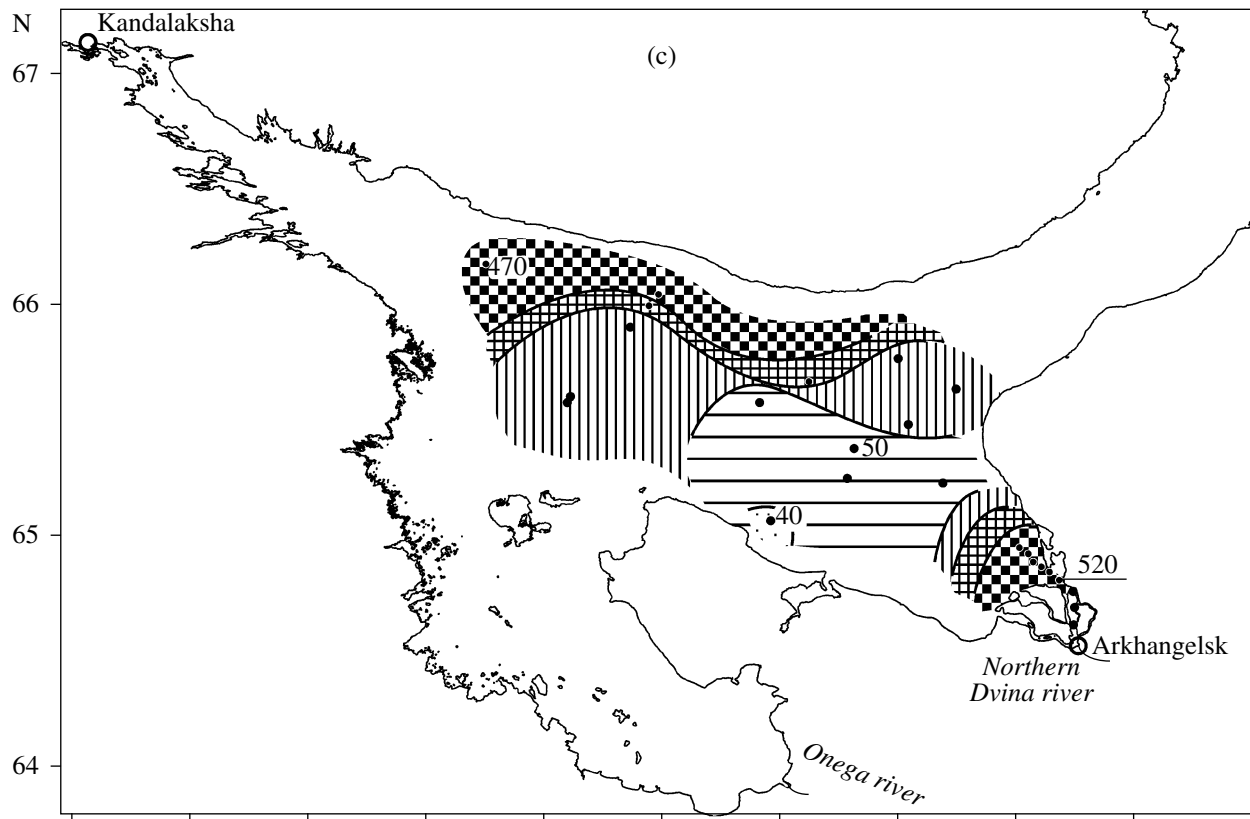 N
Kandalaksha
(c)
67
470
66
50
40
65
520
Arkhangelsk
Northern
Dvina river
Onega river
64